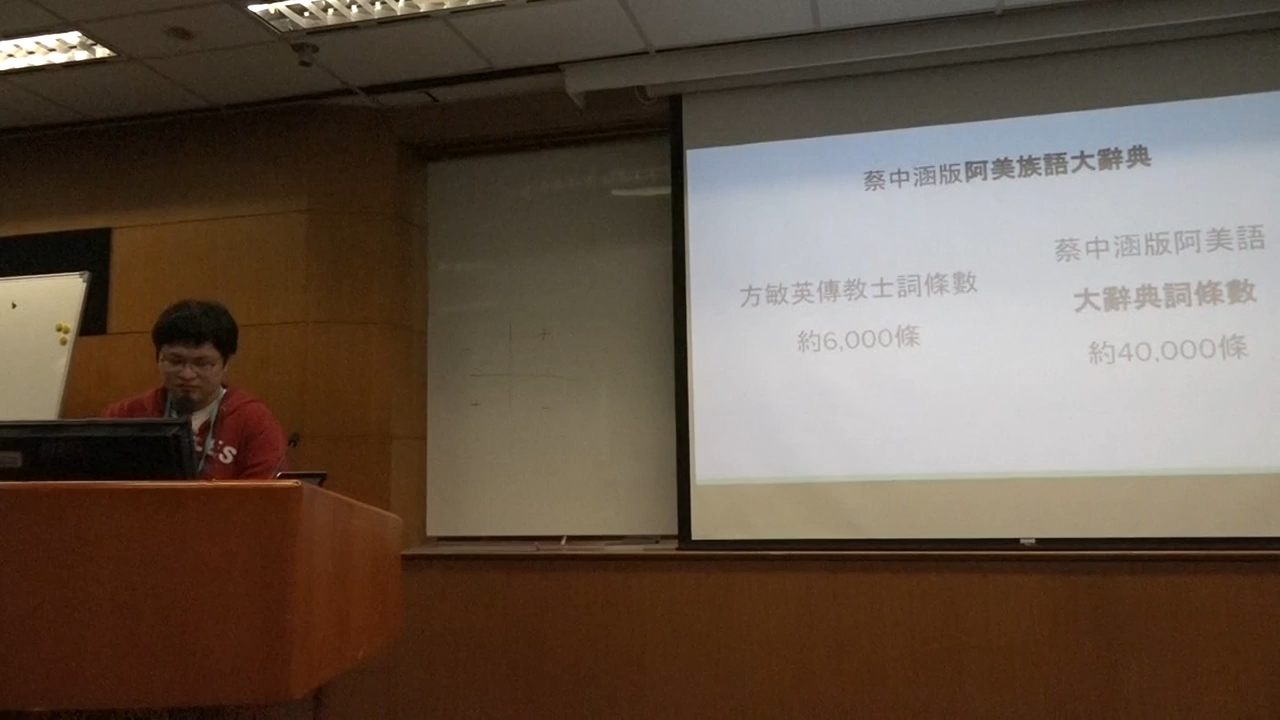 蔡中涵版阿美族語大辭典
方敏英傳教士詞條數
約6,000條
蔡中涵版阿美語
大辭典詞條數
約40,000條